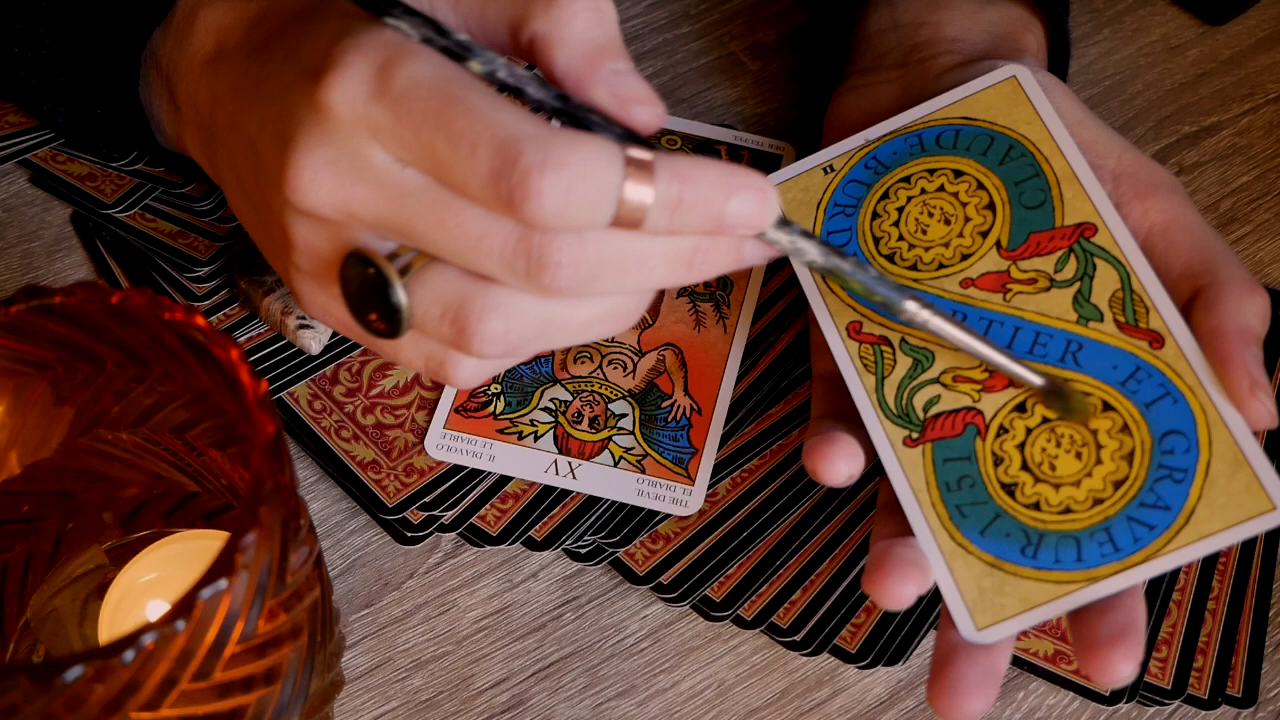 II
CLAUDE · BURD
RTIER · ET GRAVEUR · 1751
DER TEUFEL
XV
THE DEVIL
EL DIABLO
IL DIAVOLO
LE DIABLE